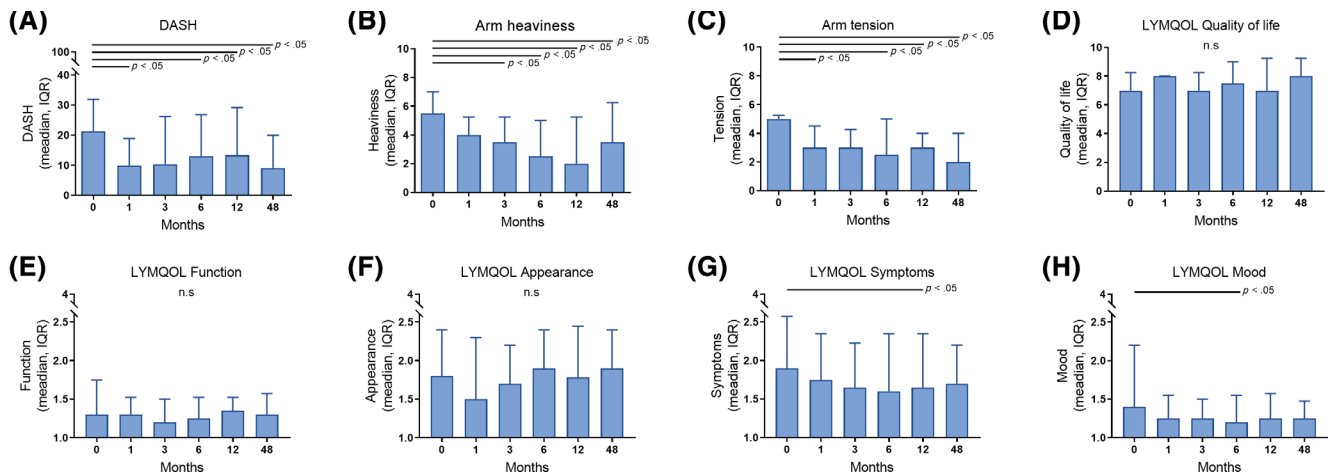 (A)
DASH
p < .05
p < .05
p < .05
p < .05
DASH
(meadian, IQR)
100
40
30
20
10
0
0 1 3 6 12 48
Months
(B)
Arm heaviness
p < .05
p < .05
p < .05
p < .05
Heaviness
(meadian, IQR)
10
8
6
4
2
0
0 1 3 6 12 48
Months
(C)
Arm tension
p < .05
p < .05
p < .05
p < .05
Tension
(meadian, IQR)
10
8
6
4
2
0
0 1 3 6 12 48
Months
(D)
LYMQOL Quality of life
n.s
Quality of life
(meadian, IQR)
10
8
6
4
2
0
0 1 3 6 12 48
Months
(E)
LYMQOL Function
n.s
Function
(meadian, IQR)
4
2.5
2.0
1.5
1.0
0 1 3 6 12 48
Months
(F)
LYMQOL Appearance
n.s
Appearance
(meadian, IQR)
4
2.5
2.0
1.5
1.0
0 1 3 6 12 48
Months
(G)
LYMQOL Symptoms
p < .05
Symptoms
(meadian, IQR)
4
2.5
2.0
1.5
1.0
0 1 3 6 12 48
Months
(H)
LYMQOL Mood
p < .05
Mood
(meadian, IQR)
4
2.5
2.0
1.5
1.0
0 1 3 6 12 48
Months